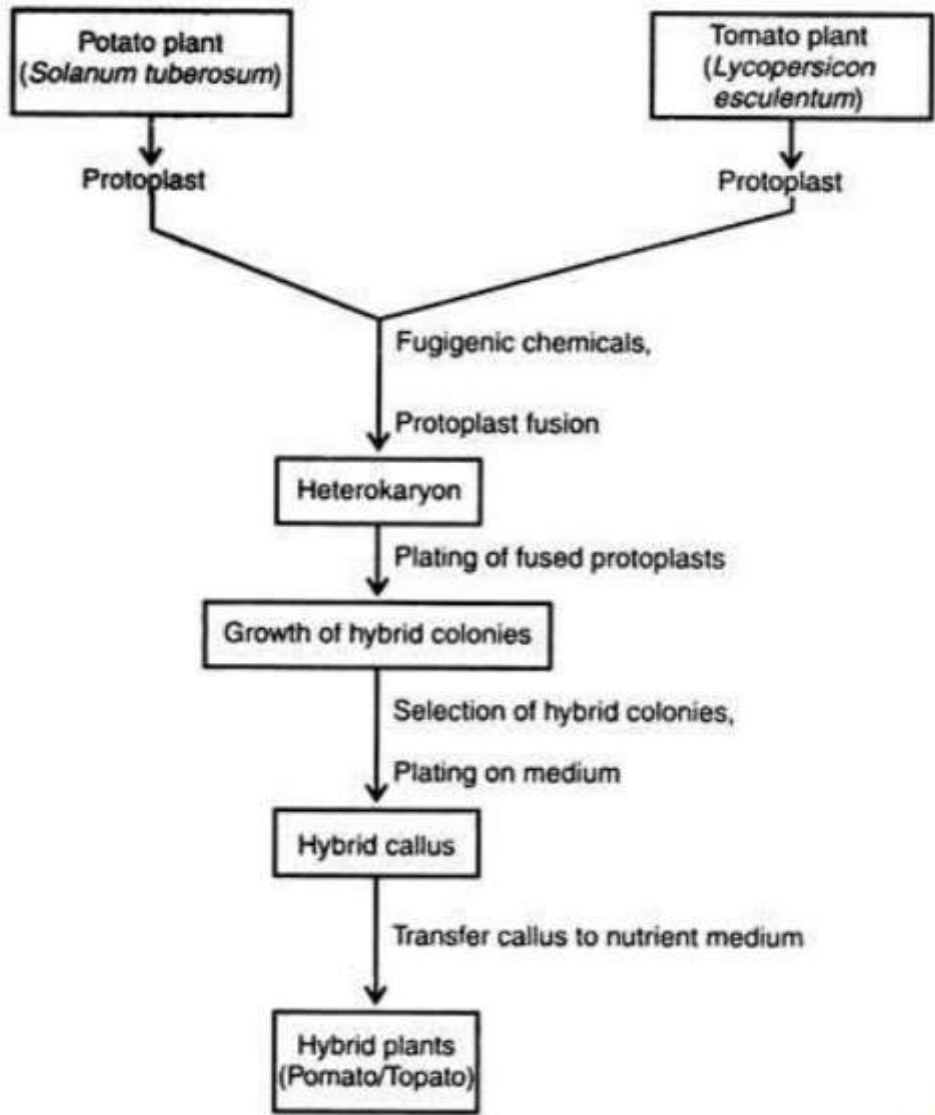 Potato plant
(Solanum tuberosum)
Tomato plant
(Lycopersicon
esculentum)
Protoplast
Protoplast
Fugigenic chemicals,
Protoplast fusion
Heterokaryon
Plating of fused protoplasts
Growth of hybrid colonies
Selection of hybrid colonies,
Plating on medium
Hybrid callus
Transfer callus to nutrient medium
Hybrid plants
(Pomato/Topato)